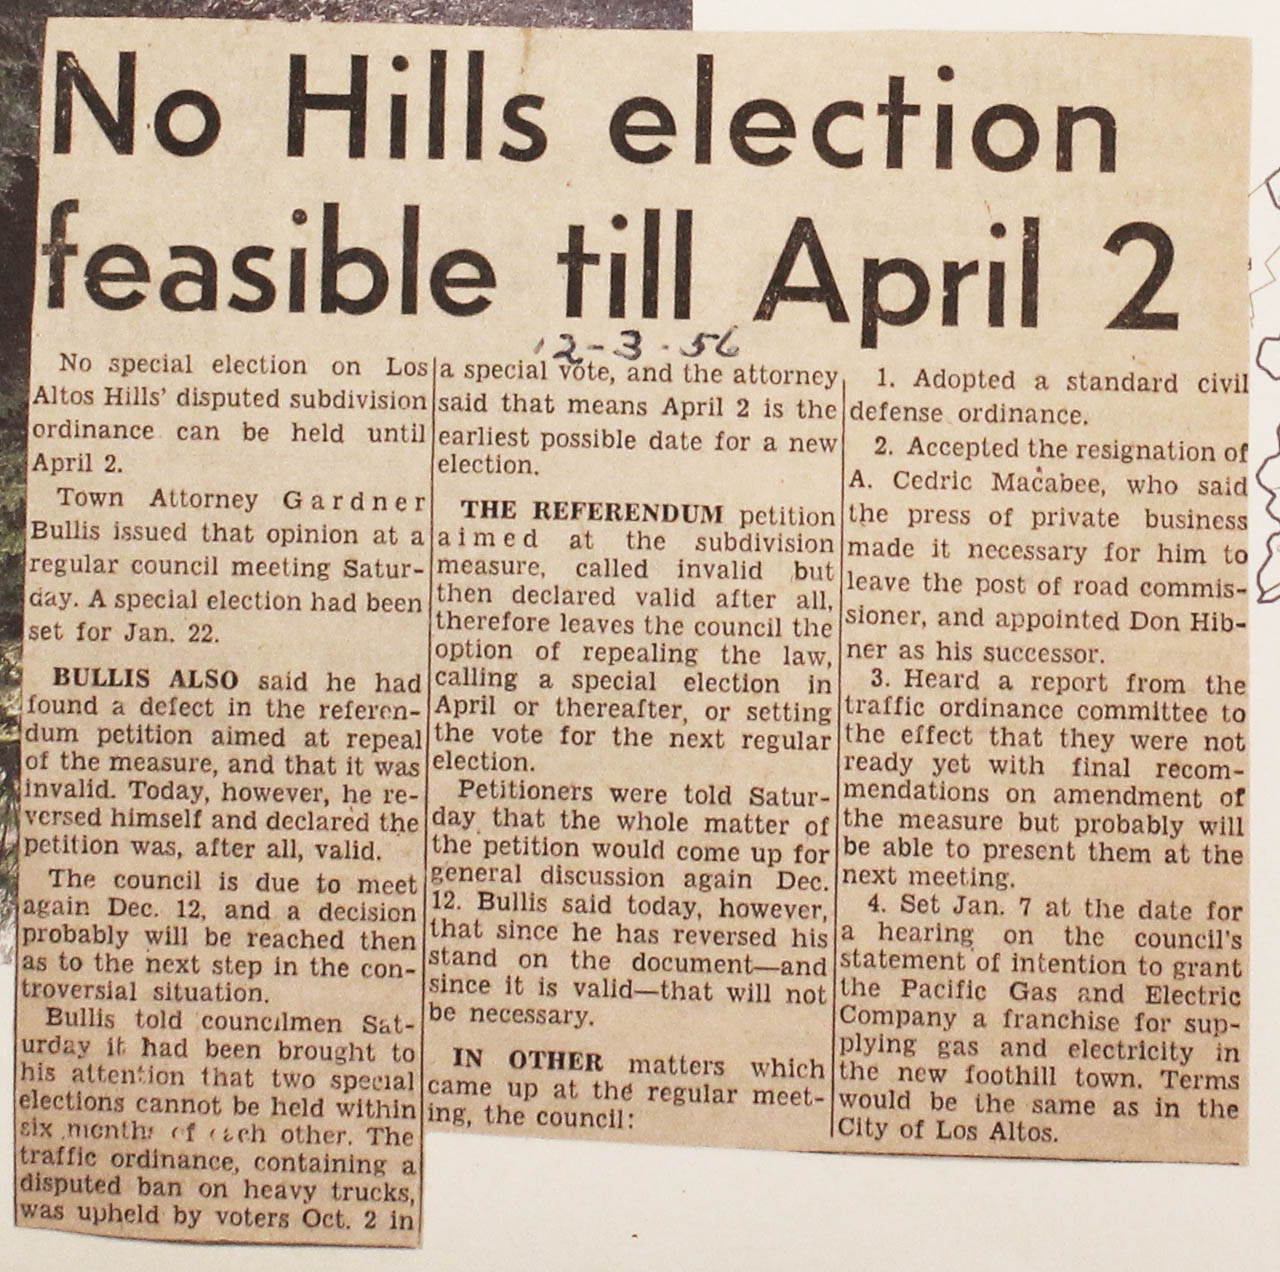 No Hills election
feasible till April 2
12-3-56
No special election on Los
Altos Hills' disputed subdivision
ordinance can be held until
April 2.
Town Attorney Gardner
Bullis issued that opinion at a
regular council meeting Satur-
day. A special election had been
set for Jan. 22.
BULLIS ALSO said he had
found a defect in the referen-
dum petition aimed at repeal
of the measure, and that it was
invalid. Today, however, he re-
versed himself and declared the
petition was, after all, valid.
The council is due to meet
again Dec. 12, and a decision
probably will be reached then
as to the next step in the con-
troversial situation.
Bullis told councilmen Sat-
urday it had been brought to
his attention that two special
elections cannot be held within
six months of each other. The
traffic ordinance, containing a
disputed ban on heavy trucks,
was upheld by voters Oct. 2 in
a special vote, and the attorney
said that means April 2 is the
earliest possible date for a new
election.
THE REFERENDUM petition
aimed at the subdivision
measure, called invalid but
then declared valid after all,
therefore leaves the council the
option of repealing the law,
calling a special election in
April or thereafter, or setting
the vote for the next regular
election.
Petitioners were told Satur-
day that the whole matter of
the petition would come up for
general discussion again Dec.
12. Bullis said today, however,
that since he has reversed his
stand on the document—and
since it is valid—that will not
be necessary.
IN OTHER matters which
came up at the regular meet-
ing, the council:
1. Adopted a standard civil
defense ordinance.
2. Accepted the resignation of
A. Cedric Macabee, who said
the press of private business
made it necessary for him to
leave the post of road commis-
sioner, and appointed Don Hib-
ner as his successor.
3. Heard a report from the
traffic ordinance committee to
the effect that they were not
ready yet with final recom-
mendations on amendment of
the measure but probably will
be able to present them at the
next meeting.
4. Set Jan. 7 at the date for
a hearing on the council's
statement of intention to grant
the Pacific Gas and Electric
Company a franchise for sup-
plying gas and electricity in
the new foothill town. Terms
would be the same as in the
City of Los Altos.